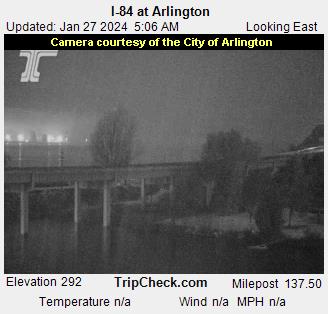 I-84 at Arlington
Updated: Jan 27 2024 5:06 AM Looking East
Camera courtesy of the City of Arlington
Elevation 292 TripCheck.com Milepost 137.50
Temperature n/a Wind n/a MPH n/a